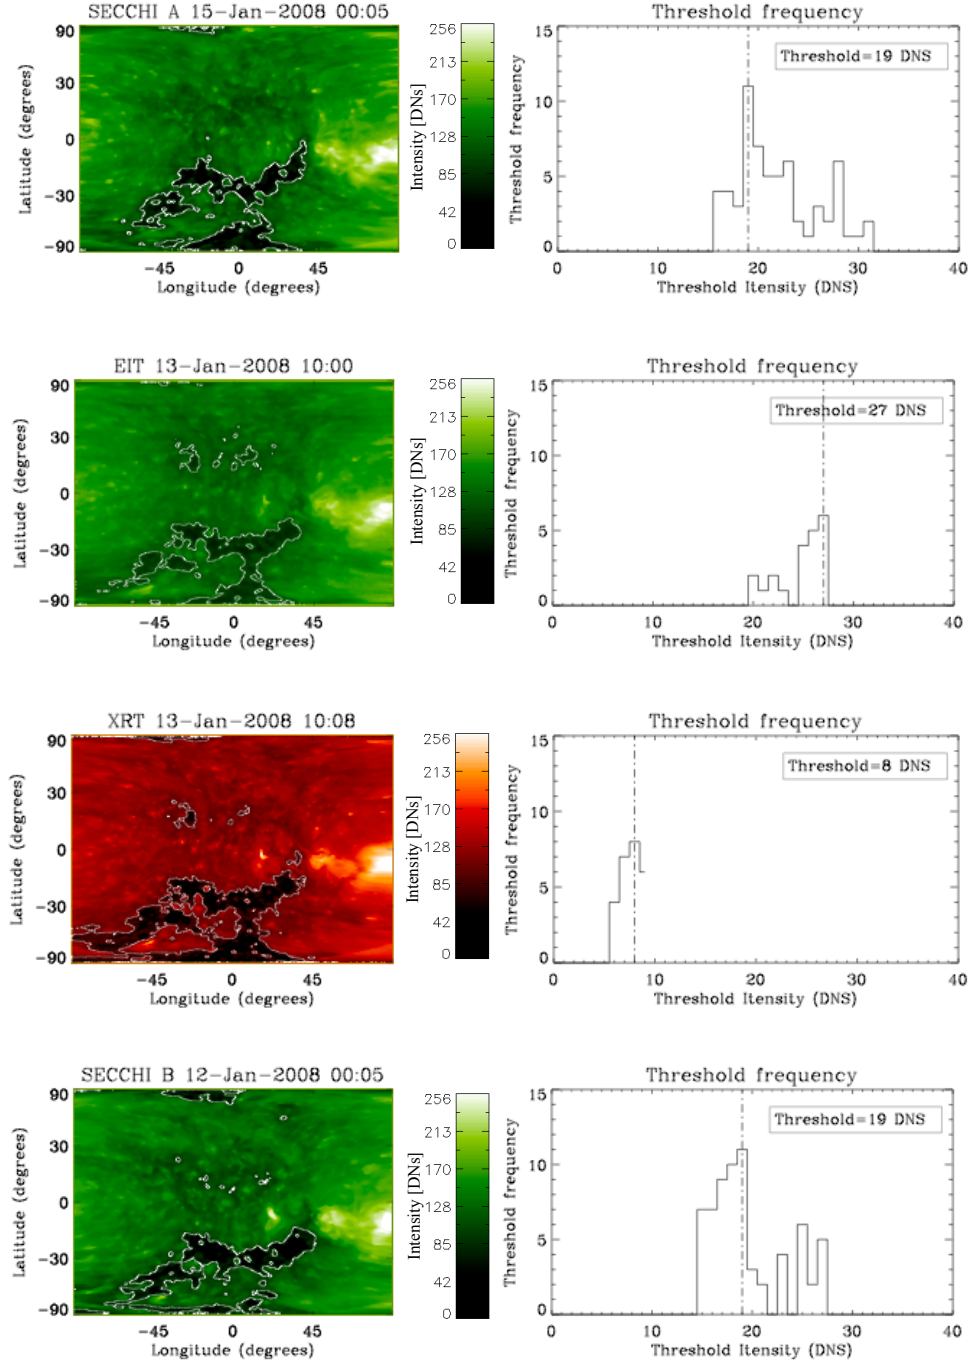 SECCHI A 15-Jan-2008 00:05
90
30
0
-30
-90
Latitude (degrees)
-45 0 45
Longitude (degrees)
256
213
170
128
85
42
0
Intensity [DNs]
Threshold frequency
Threshold=19 DNS
15
10
5
0
Threshold frequency
0 10 20 30 40
Threshold Itensity (DNS)
EIT 13-Jan-2008 10:00
90
30
0
-30
-90
Latitude (degrees)
-45 0 45
Longitude (degrees)
256
213
170
128
85
42
0
Intensity [DNs]
Threshold frequency
Threshold=27 DNS
15
10
5
0
Threshold frequency
0 10 20 30 40
Threshold Itensity (DNS)
XRT 13-Jan-2008 10:08
90
30
0
-30
-90
Latitude (degrees)
-45 0 45
Longitude (degrees)
256
213
170
128
85
42
0
Intensity [DNs]
Threshold frequency
Threshold=8 DNS
15
10
5
0
Threshold frequency
0 10 20 30 40
Threshold Itensity (DNS)
SECCHI B 12-Jan-2008 00:05
90
30
0
-30
-90
Latitude (degrees)
-45 0 45
Longitude (degrees)
256
213
170
128
85
42
0
Intensity [DNs]
Threshold frequency
Threshold=19 DNS
15
10
5
0
Threshold frequency
0 10 20 30 40
Threshold Itensity (DNS)